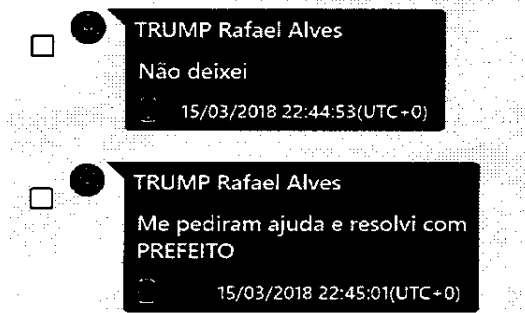 TRUMP Rafael Alves
Não deixei
15/03/2018 22:44:53(UTC+0)
TRUMP Rafael Alves
Me pediram ajuda e resolvi com
PREFEITO
15/03/2018 22:45:01(UTC+0)